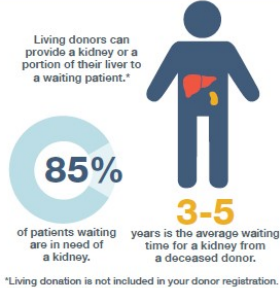 Living donors can
provide a kidney or a
portion of their liver to
a waiting patient.*
85%
of patients waiting
are in need of
a kidney.
3-5
years is the average waiting
time for a kidney from
a deceased donor.
*Living donation is not included in your donor registration.